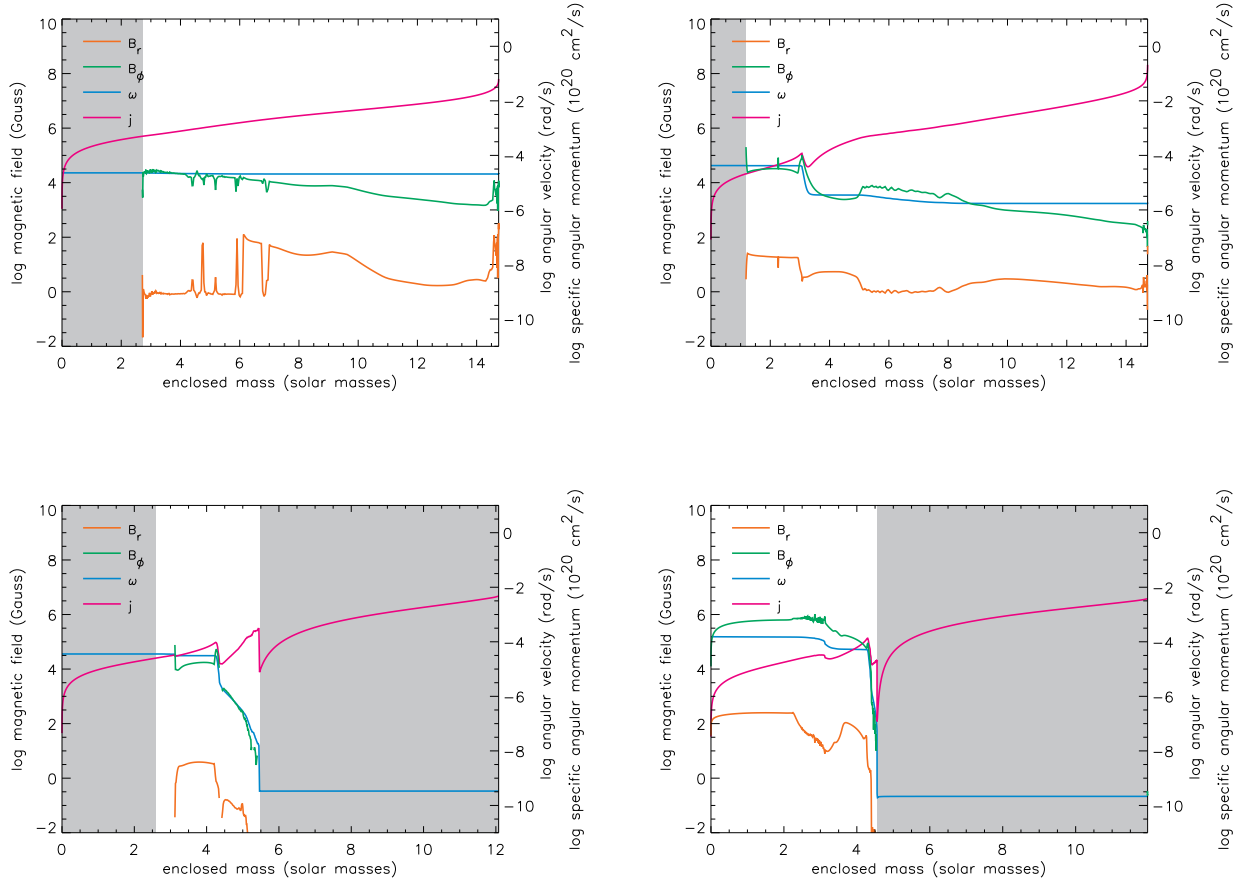 10
8
6
4
2
0
−2
log magnetic field (Gauss)
B_r
B_ϕ
ω
j
0
−2
−4
−6
−8
−10
log angular velocity (rad/s)
log specific angular momentum (10^20 cm^2/s)
0 2 4 6 8 10 12 14
enclosed mass (solar masses)
10
8
6
4
2
0
−2
log magnetic field (Gauss)
B_r
B_ϕ
ω
j
0
−2
−4
−6
−8
−10
log angular velocity (rad/s)
log specific angular momentum (10^20 cm^2/s)
0 2 4 6 8 10 12 14
enclosed mass (solar masses)
10
8
6
4
2
0
−2
log magnetic field (Gauss)
B_r
B_ϕ
ω
j
0
−2
−4
−6
−8
−10
log angular velocity (rad/s)
log specific angular momentum (10^20 cm^2/s)
0 2 4 6 8 10 12
enclosed mass (solar masses)
10
8
6
4
2
0
−2
log magnetic field (Gauss)
B_r
B_ϕ
ω
j
0
−2
−4
−6
−8
−10
log angular velocity (rad/s)
log specific angular momentum (10^20 cm^2/s)
0 2 4 6 8 10
enclosed mass (solar masses)